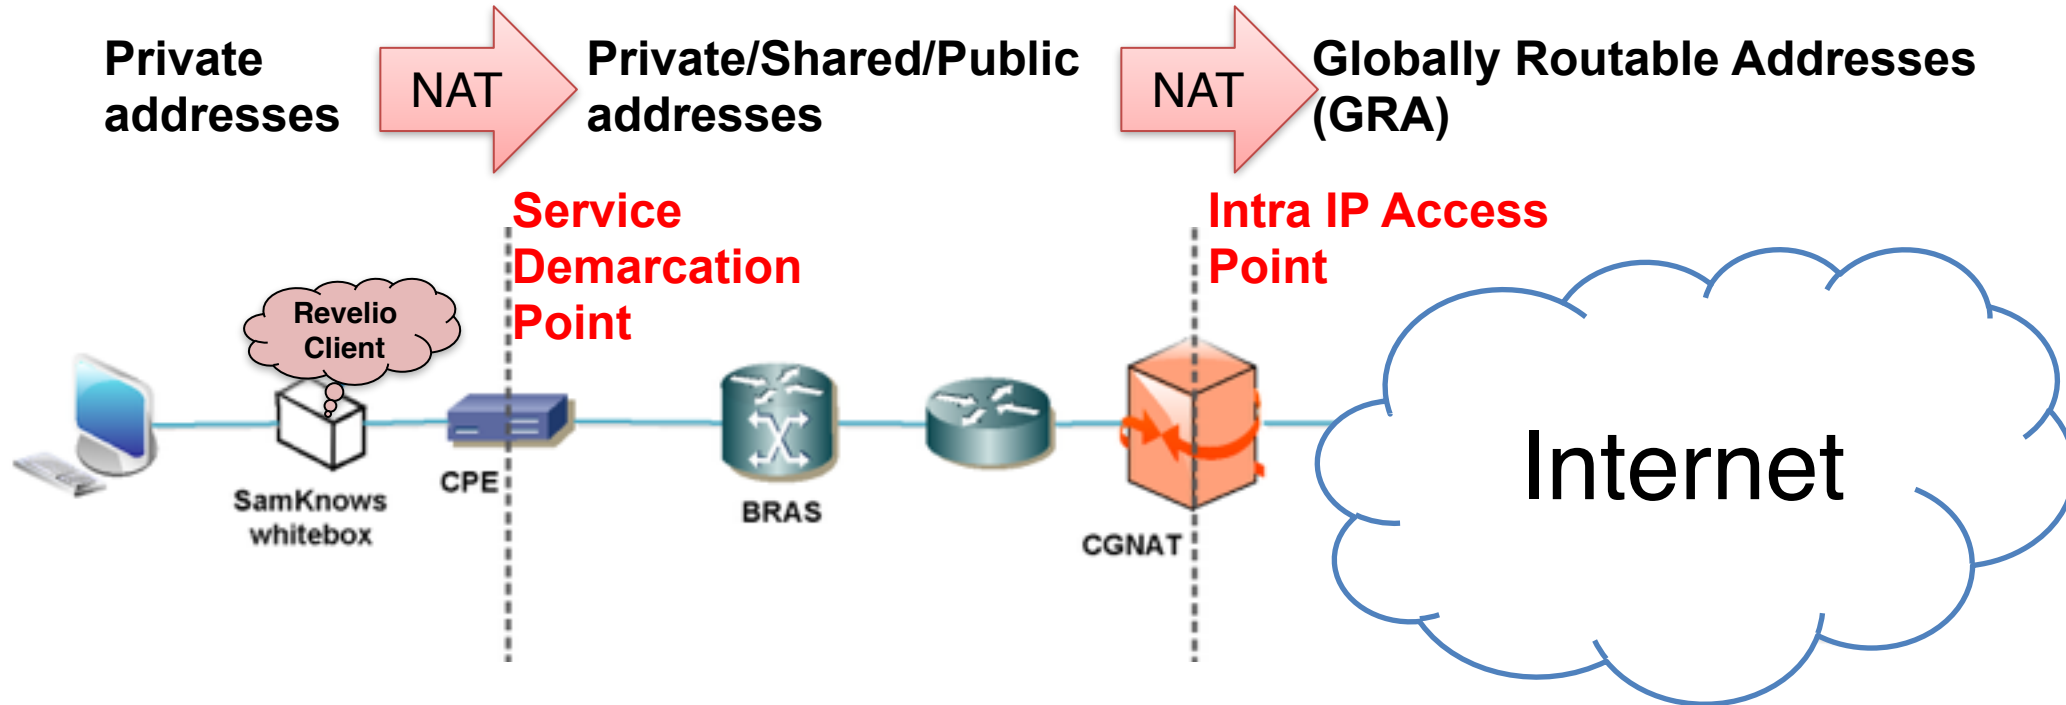 Private
addresses
NAT
Private/Shared/Public
addresses
NAT
Globally Routable Addresses
(GRA)
Service
Demarcation
Point
Intra IP Access
Point
Revelio
Client
SamKnows
whitebox
CPE
BRAS
CGNAT
Internet